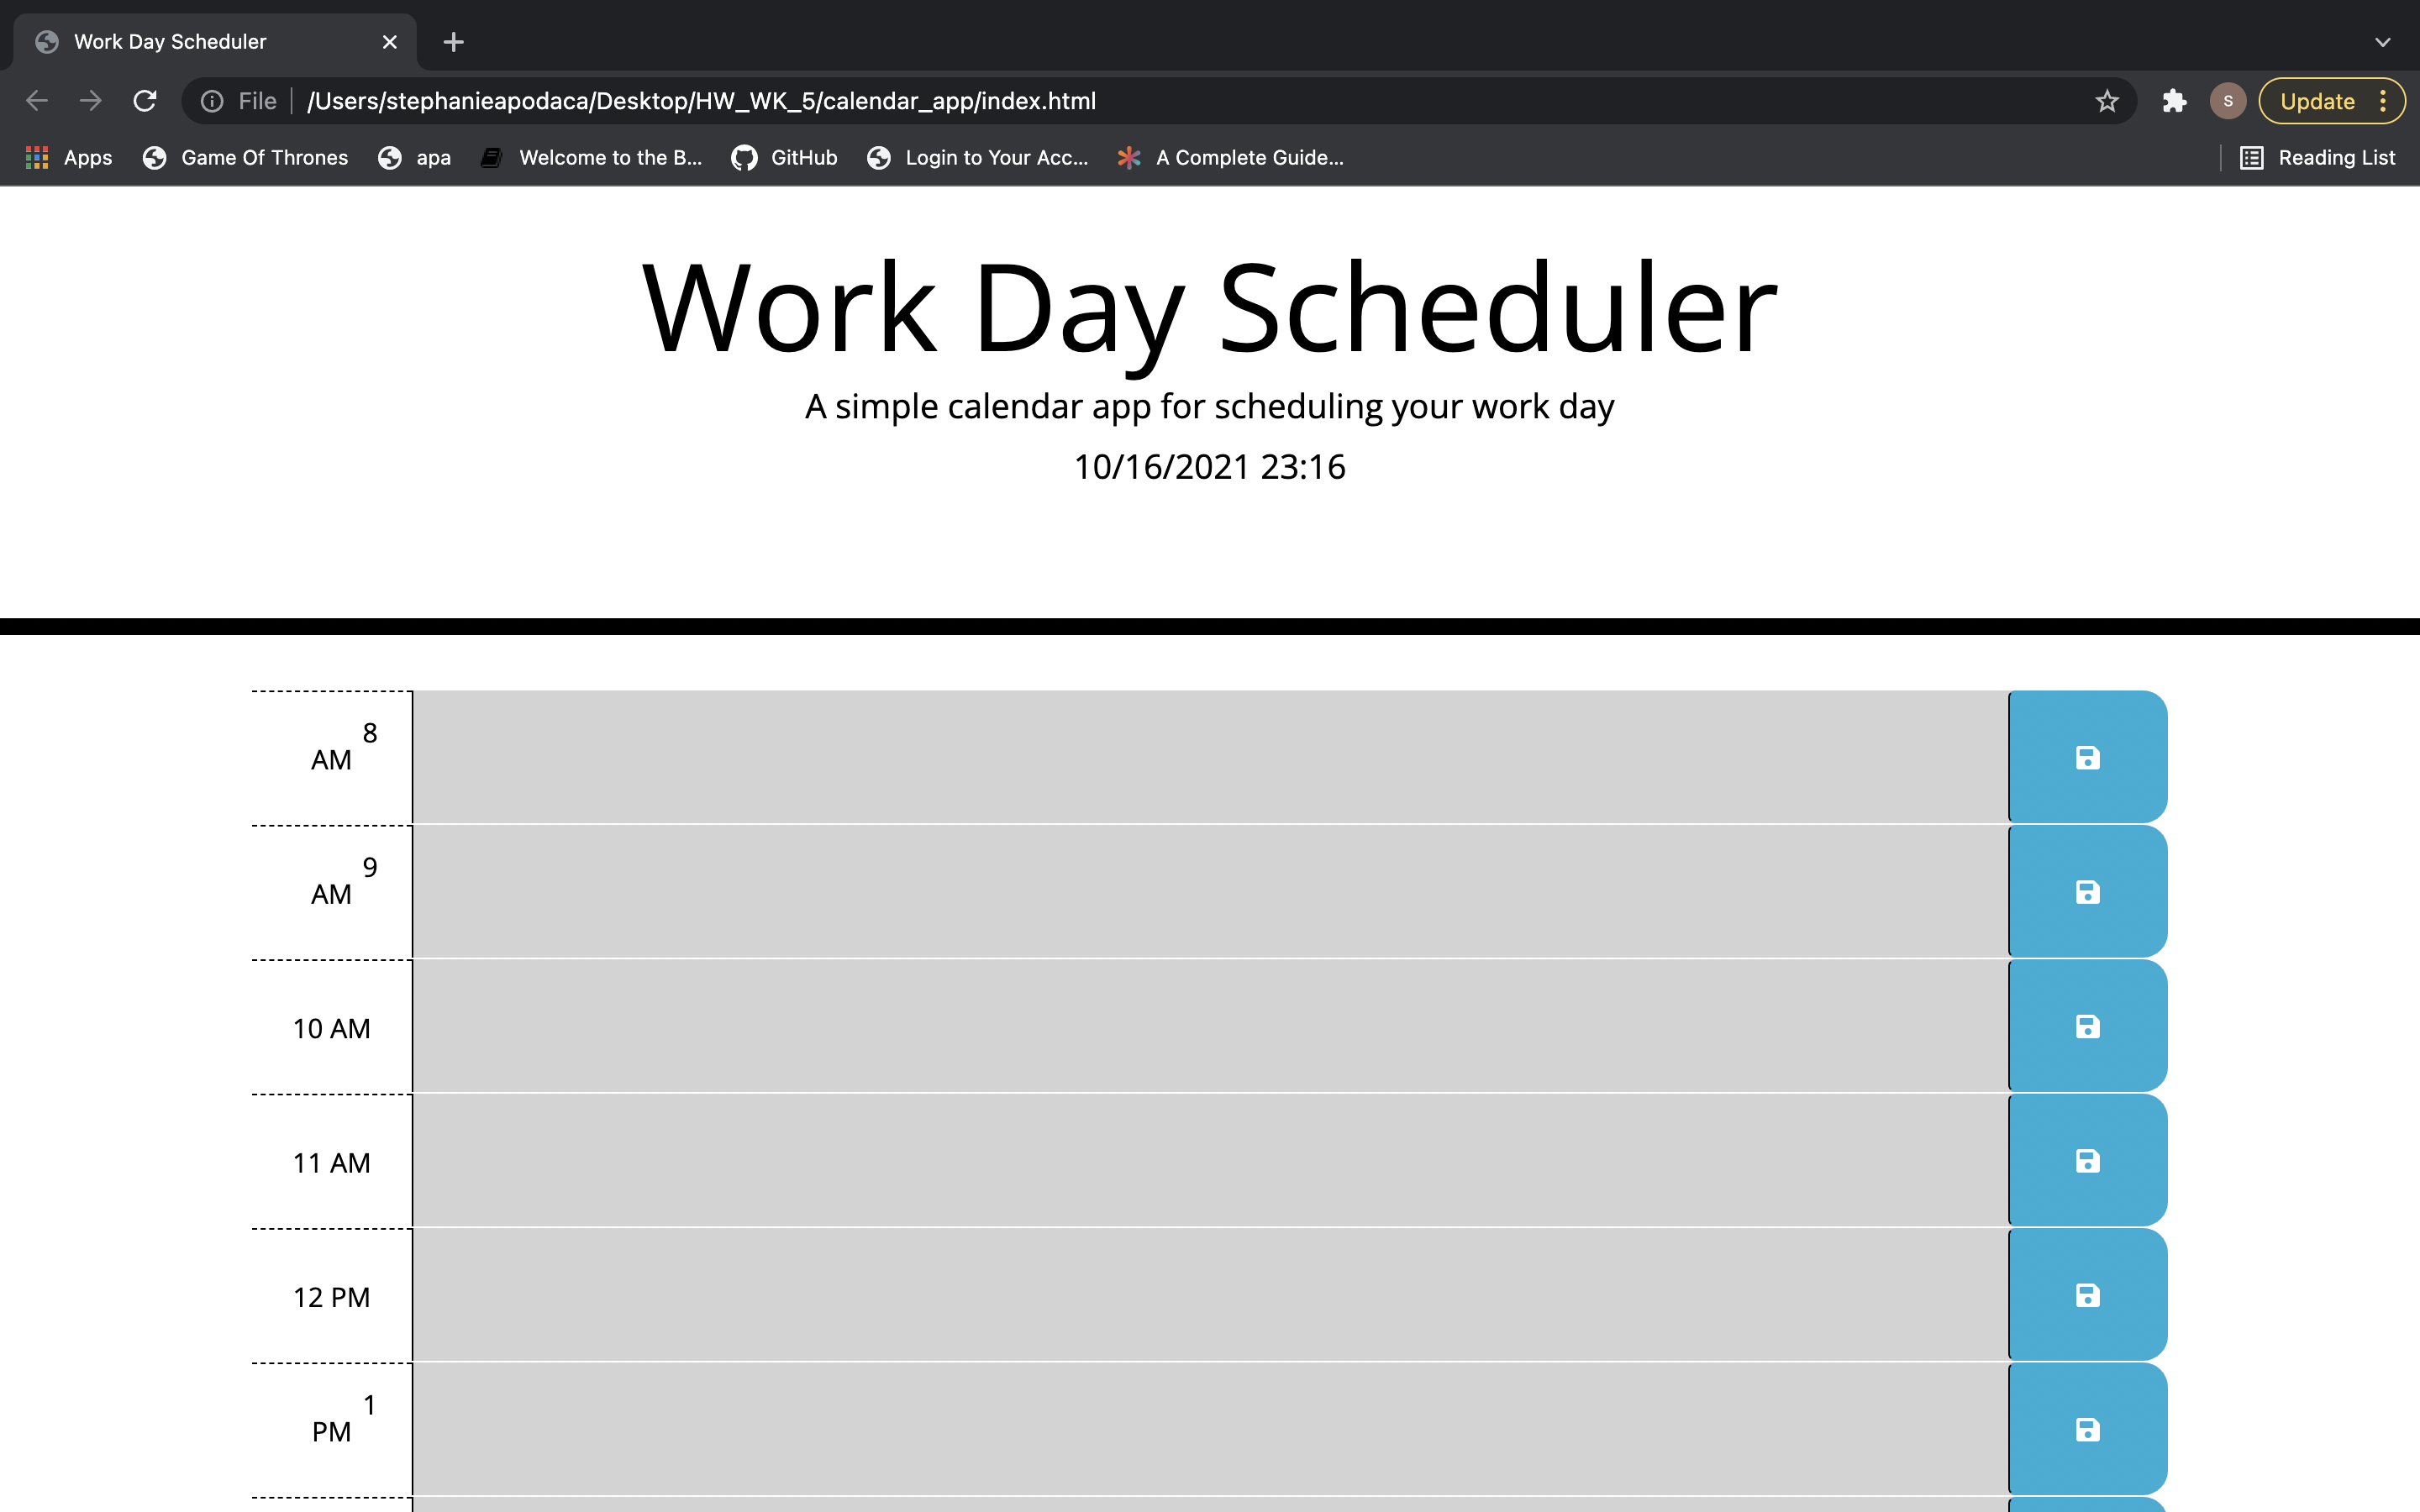 Work Day Scheduler
File /Users/stephanieapodaca/Desktop/HW_WK_5/calendar_app/index.html S Update
Apps Game Of Thrones apa Welcome to the B... GitHub Login to Your Acc... A Complete Guide... Reading List
Work Day Scheduler
A simple calendar app for scheduling your work day
10/16/2021 23:16
8
AM
9
AM
10 AM
11 AM
12 PM
1
PM